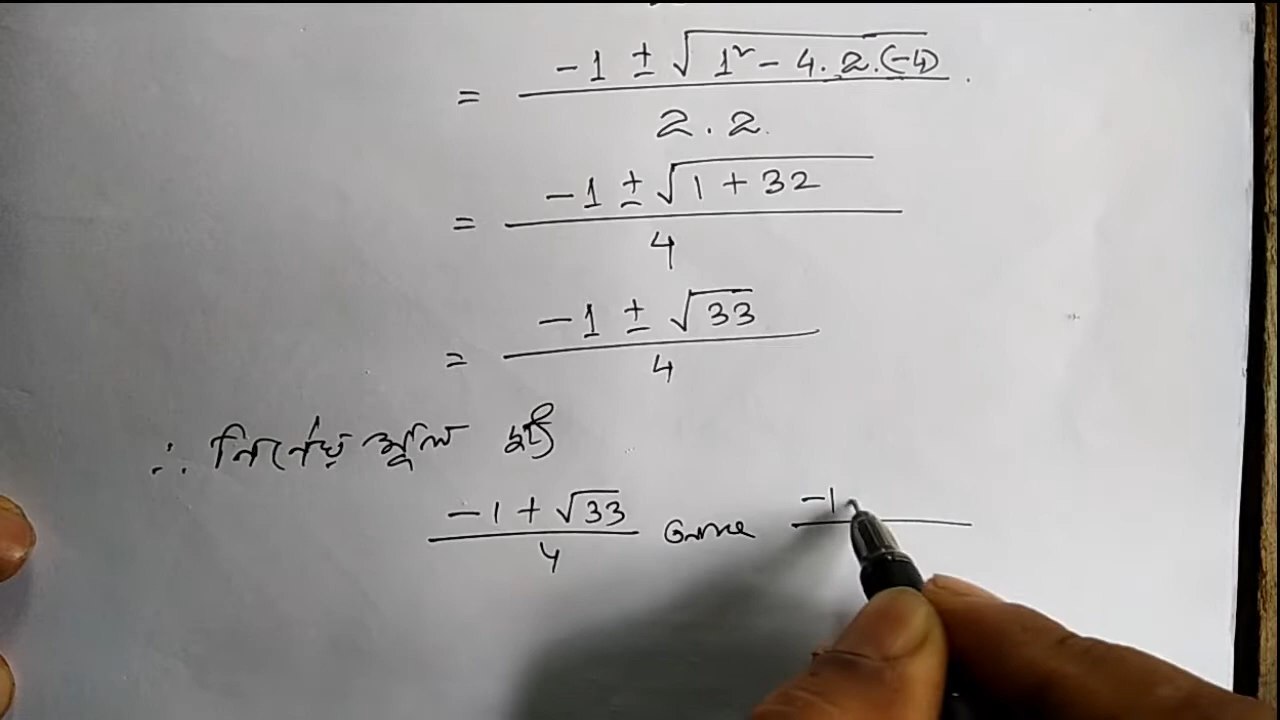 = (-1 ± √(1² - 4.2.(-4))) / (2.2)
= (-1 ± √(1 + 32)) / 4
= (-1 ± √33) / 4
∴ নির্ণেয় মূল দুটি
(-1 + √33) / 4 এবং -1